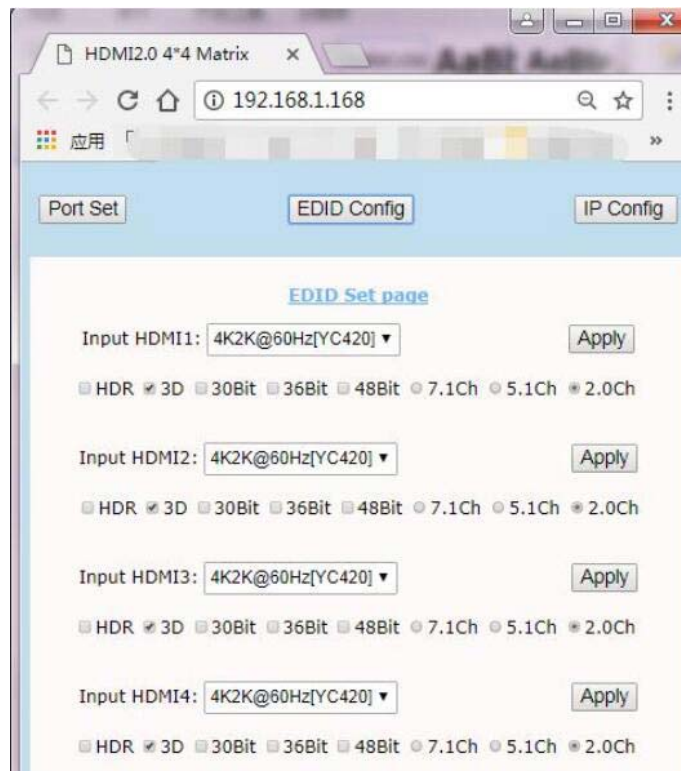 HDMI2.0 4*4 Matrix
192.168.1.168
应用
Port Set EDID Config IP Config
EDID Set page
Input HDMI1: 4K2K@60Hz[YC420] Apply
HDR 3D 30Bit 36Bit 48Bit 7.1Ch 5.1Ch 2.0Ch
Input HDMI2: 4K2K@60Hz[YC420] Apply
HDR 3D 30Bit 36Bit 48Bit 7.1Ch 5.1Ch 2.0Ch
Input HDMI3: 4K2K@60Hz[YC420] Apply
HDR 3D 30Bit 36Bit 48Bit 7.1Ch 5.1Ch 2.0Ch
Input HDMI4: 4K2K@60Hz[YC420] Apply
HDR 3D 30Bit 36Bit 48Bit 7.1Ch 5.1Ch 2.0Ch